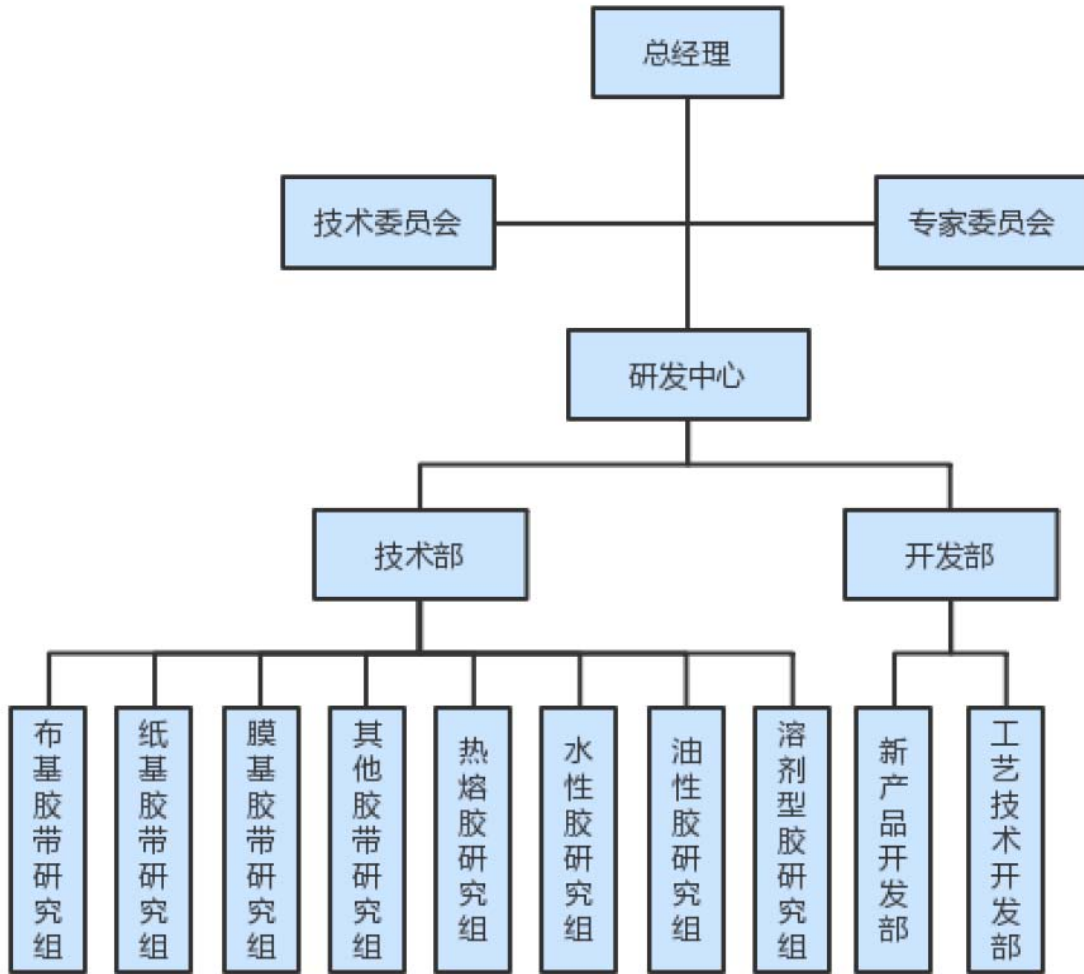 总经理
技术委员会
专家委员会
研发中心
技术部
开发部
布基胶带研究组
纸基胶带研究组
膜基胶带研究组
其他胶带研究组
热熔胶研究组
水性胶研究组
油性胶研究组
溶剂型胶研究组
新产品开发部
工艺技术开发部